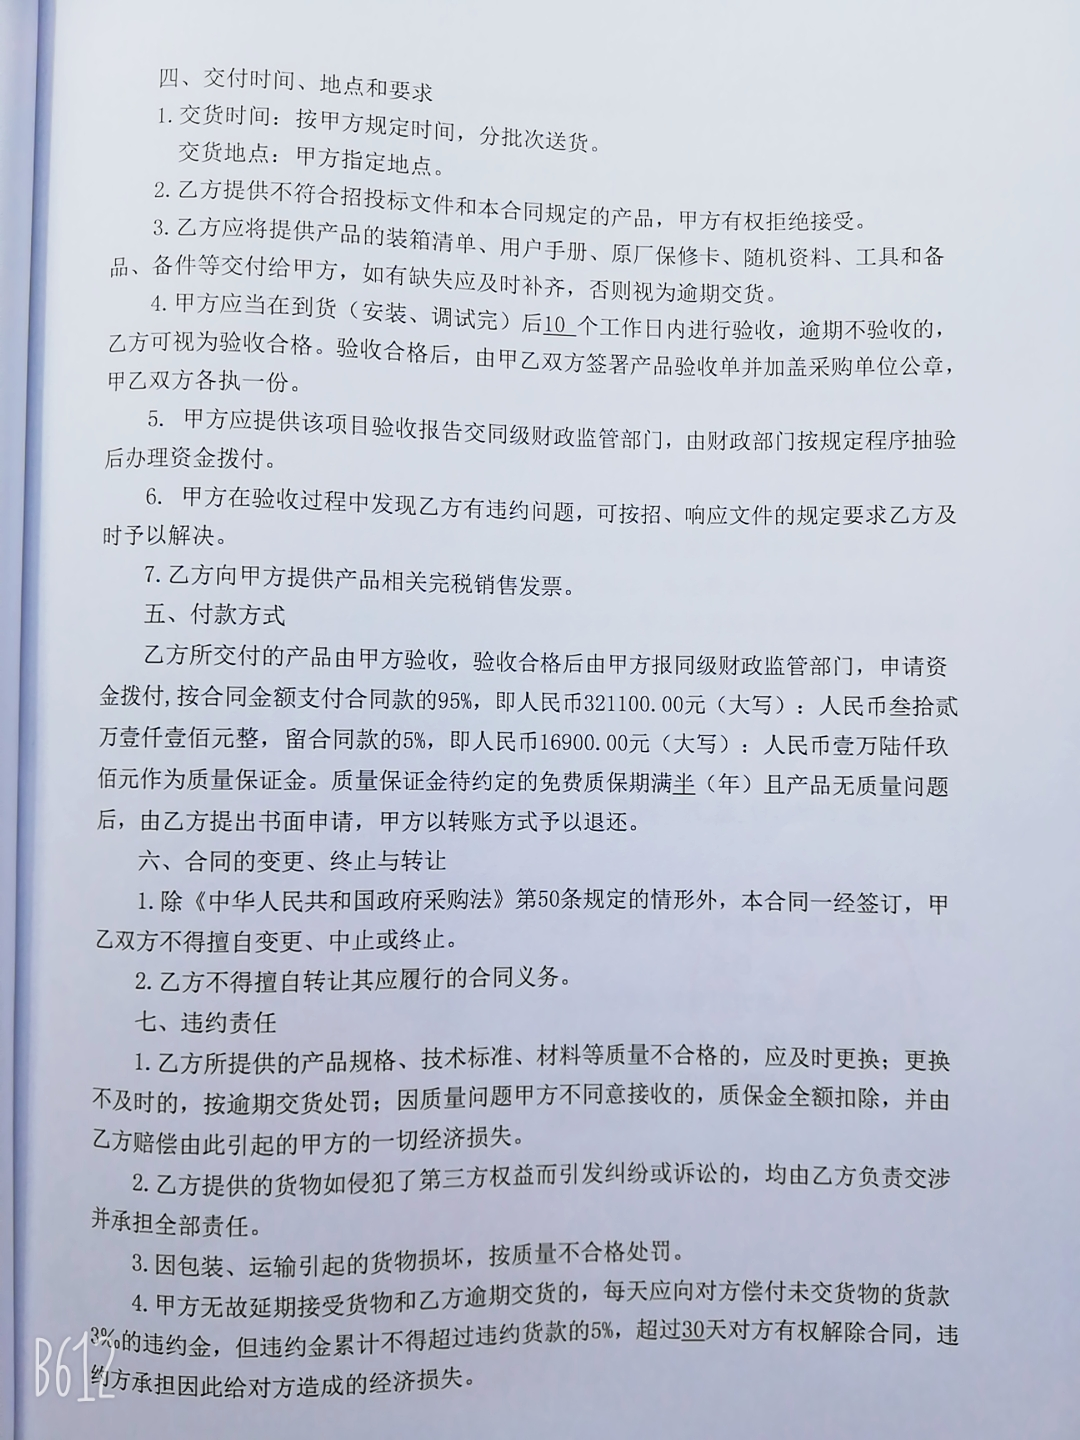 四、交付时间、地点和要求
1.交货时间：按甲方规定时间，分批次送货。
交货地点：甲方指定地点。
2.乙方提供不符合招投标文件和本合同规定的产品，甲方有权拒绝接受。
3.乙方应将提供产品的装箱清单、用户手册、原厂保修卡、随机资料、工具和备
品、备件等交付给甲方，如有缺失应及时补齐，否则视为逾期交货。
4.甲方应当在到货（安装、调试完）后10 个工作日内进行验收，逾期不验收的，
乙方可视为验收合格。验收合格后，由甲乙双方签署产品验收单并加盖采购单位公章，
甲乙双方各执一份。
5. 甲方应提供该项目验收报告交同级财政监管部门，由财政部门按规定程序抽验
后办理资金拨付。
6. 甲方在验收过程中发现乙方有违约问题，可按招、响应文件的规定要求乙方及
时予以解决。
7.乙方向甲方提供产品相关完税销售发票。
五、付款方式
乙方所交付的产品由甲方验收，验收合格后由甲方报同级财政监管部门，申请资
金拨付,按合同金额支付合同款的95%，即人民币321100.00元（大写）：人民币叁拾贰
万壹仟壹佰元整，留合同款的5%，即人民币16900.00元（大写）：人民币壹万陆仟玖
佰元作为质量保证金。质量保证金待约定的免费质保期满半（年）且产品无质量问题
后，由乙方提出书面申请，甲方以转账方式予以退还。
六、合同的变更、终止与转让
1.除《中华人民共和国政府采购法》第50条规定的情形外，本合同一经签订，甲
乙双方不得擅自变更、中止或终止。
2.乙方不得擅自转让其应履行的合同义务。
七、违约责任
1.乙方所提供的产品规格、技术标准、材料等质量不合格的，应及时更换；更换
不及时的，按逾期交货处罚；因质量问题甲方不同意接收的，质保金全额扣除，并由
乙方赔偿由此引起的甲方的一切经济损失。
2.乙方提供的货物如侵犯了第三方权益而引发纠纷或诉讼的，均由乙方负责交涉
并承担全部责任。
3.因包装、运输引起的货物损坏，按质量不合格处罚。
4.甲方无故延期接受货物和乙方逾期交货的，每天应向对方偿付未交货物的货款
3‰的违约金，但违约金累计不得超过违约货款的5%，超过30天对方有权解除合同，违
约方承担因此给对方造成的经济损失。
B612